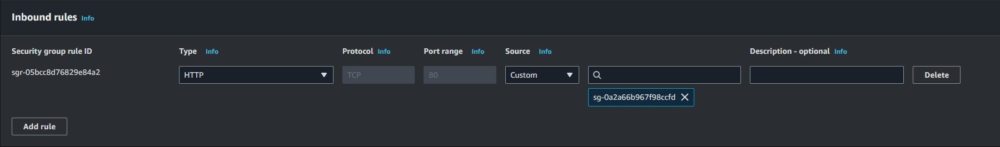 Inbound rules Info
Security group rule ID Type Info Protocol Info Port range Info Source Info Description - optional Info
sgr-05bcc8d76829e84a2 HTTP TCP 80 Custom Delete
sg-0a2a66b967f98ccfd
Add rule